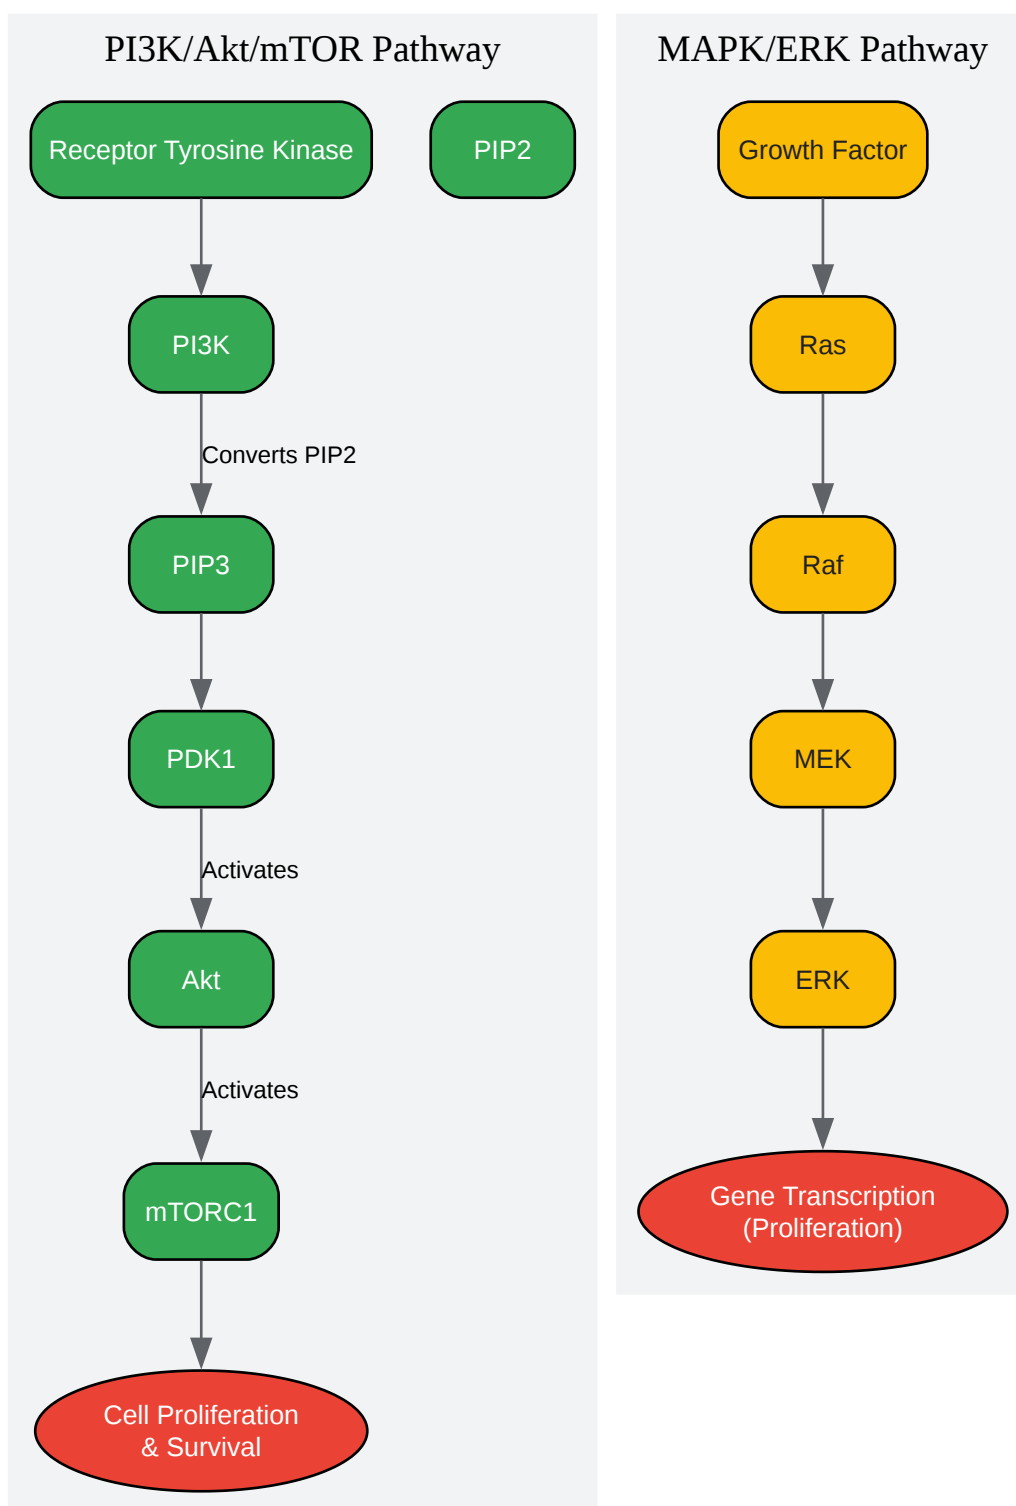 PI3K/Akt/mTOR Pathway
Receptor Tyrosine Kinase
PIP2
PI3K
Converts PIP2
PIP3
PDK1
Activates
Akt
Activates
mTORC1
Cell Proliferation
& Survival
MAPK/ERK Pathway
Growth Factor
Ras
Raf
MEK
ERK
Gene Transcription
(Proliferation)